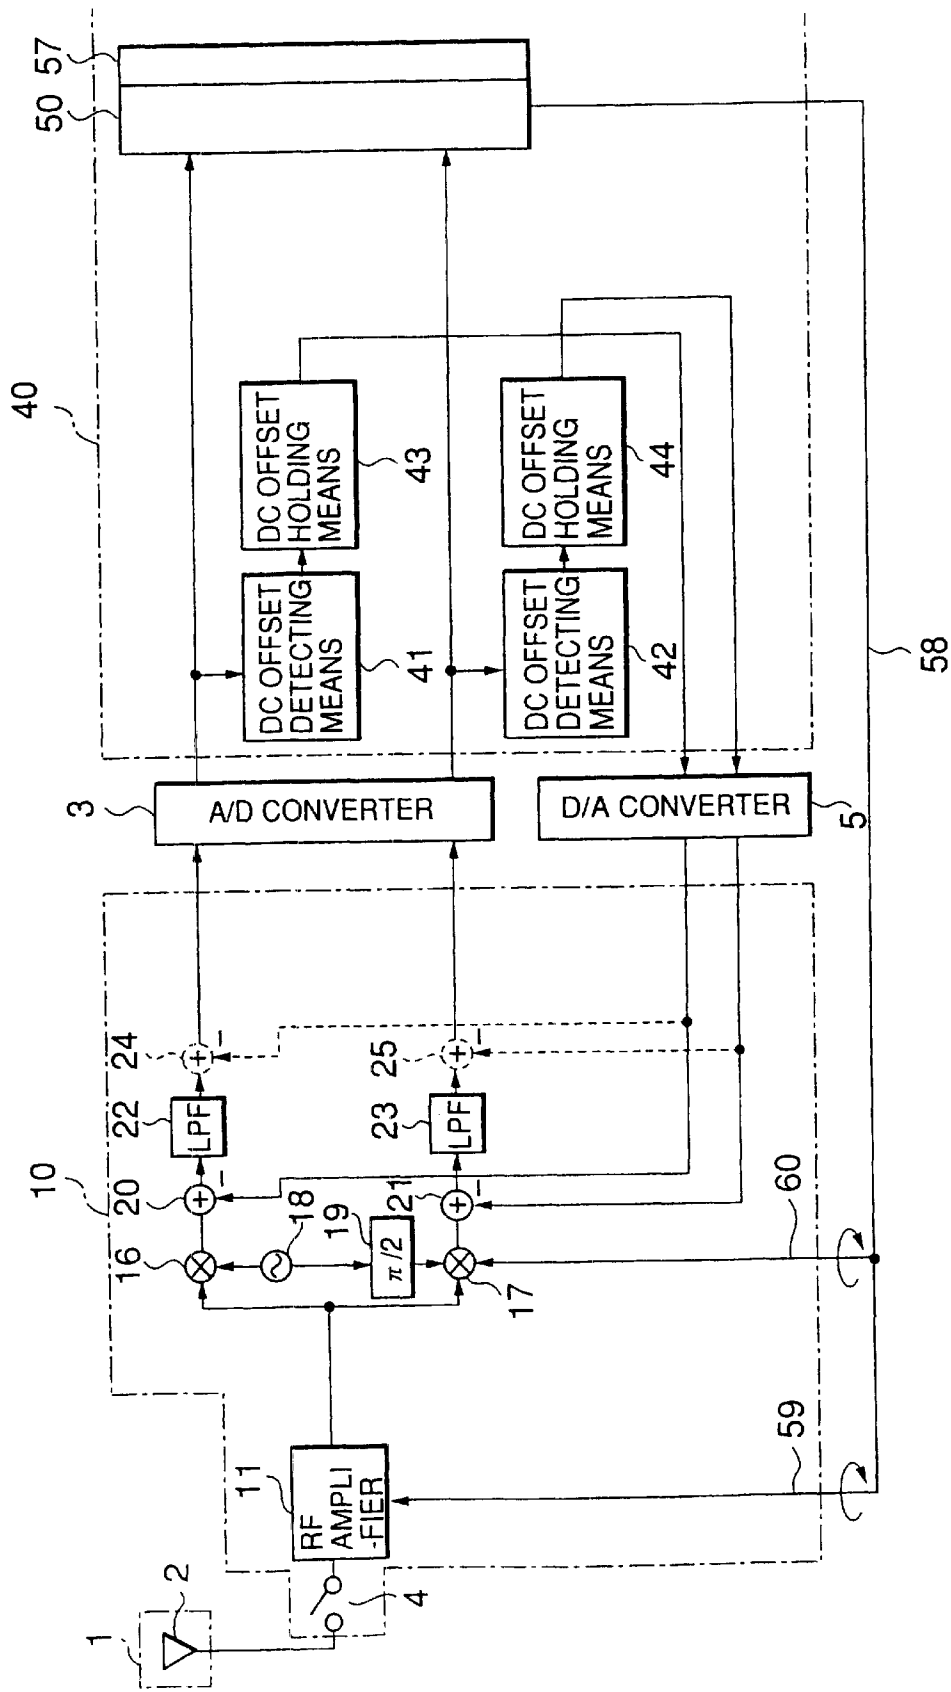 1
2
4
11
RF
AMPLI
-FIER
59
10
16
20
22
24
LPF
18
19
π/2
17
21
23
25
LPF
60
3
A/D CONVERTER
D/A CONVERTER
5
40
DC OFFSET
DETECTING
MEANS
41
DC OFFSET
HOLDING
MEANS
43
DC OFFSET
DETECTING
MEANS
42
DC OFFSET
HOLDING
MEANS
44
50
57
58